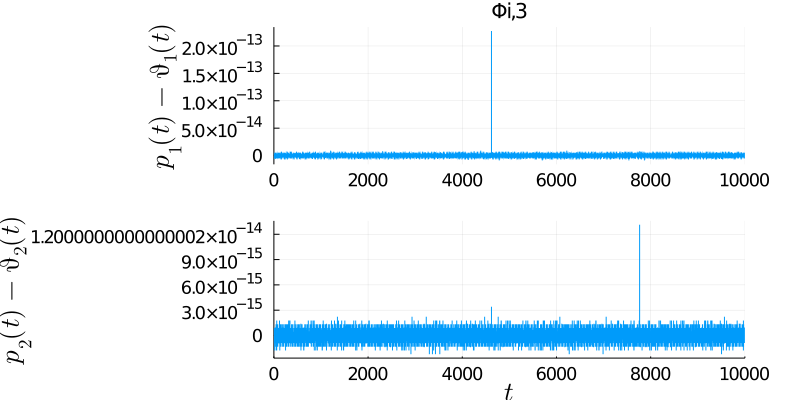 Φi,3
p₁(t) − ϑ₁(t)
2.0×10⁻¹³
1.5×10⁻¹³
1.0×10⁻¹³
5.0×10⁻¹⁴
0
0 2000 4000 6000 8000 10000
p₂(t) − ϑ₂(t)
1.2000000000000002×10⁻¹⁴
9.0×10⁻¹⁵
6.0×10⁻¹⁵
3.0×10⁻¹⁵
0
0 2000 4000 6000 8000 10000
t